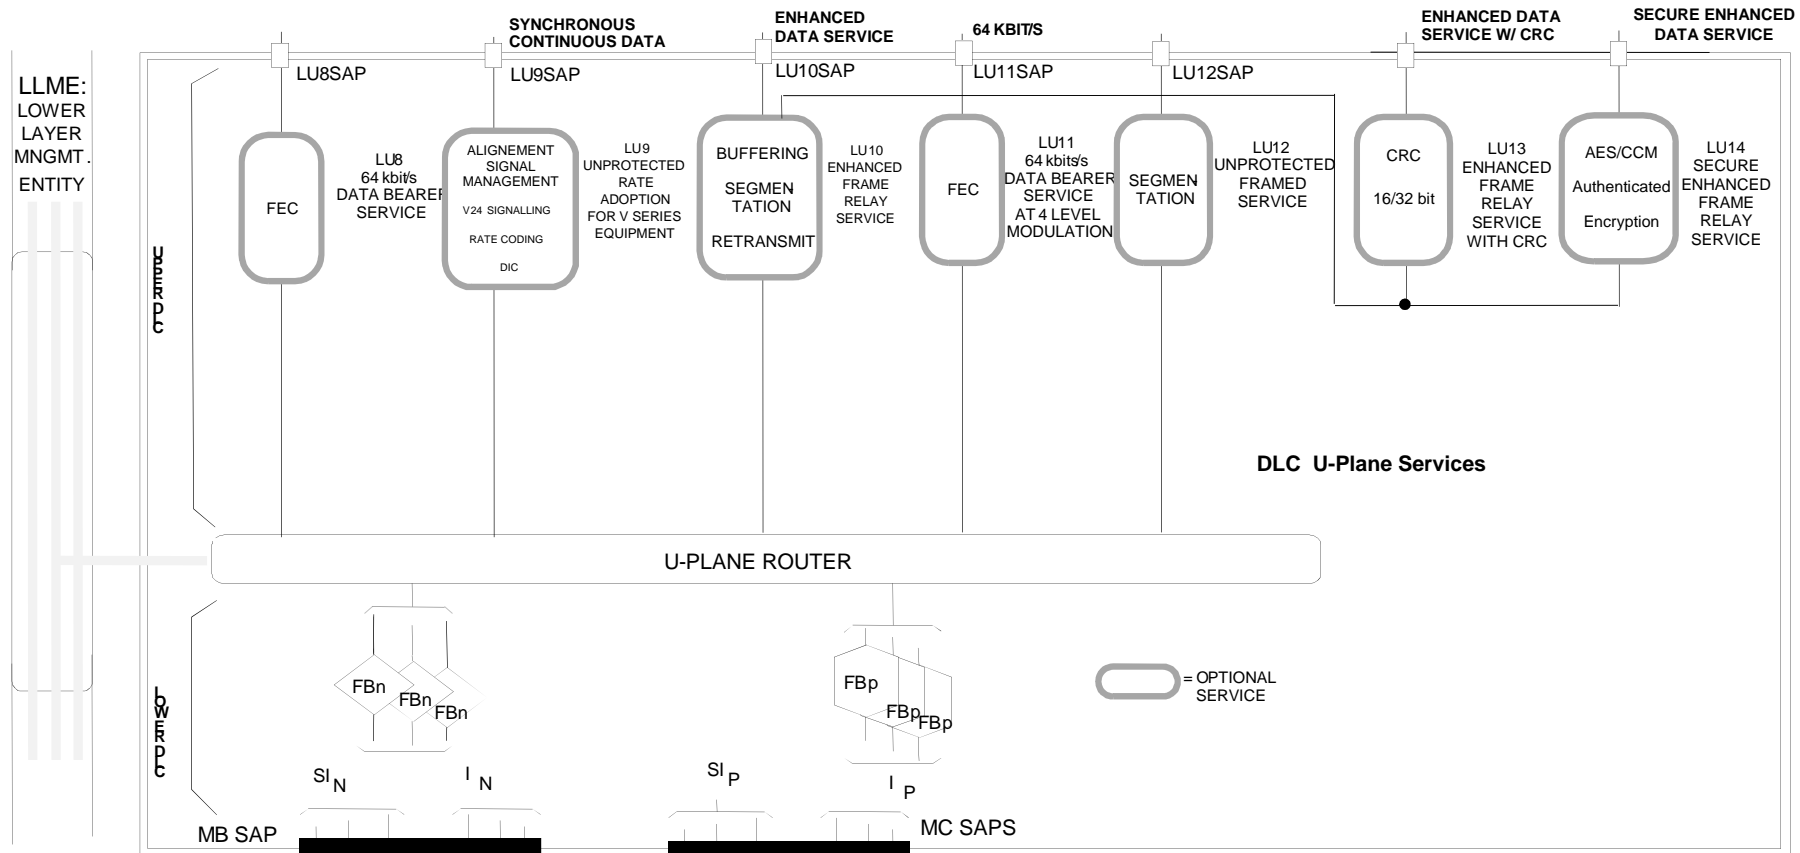 SYNCHRONOUS
CONTINUOUS DATA
ENHANCED
DATA SERVICE
64 KBIT/S
ENHANCED DATA
SERVICE W/ CRC
SECURE ENHANCED
DATA SERVICE
LU8SAP
LU9SAP
LU10SAP
LU11SAP
LU12SAP
LLME:
LOWER
LAYER
MNGMT.
ENTITY
UPPER DLC
FEC
LU8
64 kbit/s
DATA BEARER
SERVICE
ALIGNEMENT
SIGNAL
MANAGEMENT
V24 SIGNALLING
RATE CODING
DIC
LU9
UNPROTECTED
RATE
ADOPTION
FOR V SERIES
EQUIPMENT
BUFFERING
SEGMEN
TATION
RETRANSMIT
LU10
ENHANCED
FRAME
RELAY
SERVICE
FEC
LU11
64 kbits/s
DATA BEARER
SERVICE
AT 4 LEVEL
MODULATION
SEGMEN
TATION
LU12
UNPROTECTED
FRAMED
SERVICE
CRC
16/32 bit
LU13
ENHANCED
FRAME
RELAY
SERVICE
WITH CRC
AES/CCM
Authenticated
Encryption
LU14
SECURE
ENHANCED
FRAME
RELAY
SERVICE
DLC U-Plane Services
U-PLANE ROUTER
LOWER DLC
FBn
FBn
FBn
FBp
FBp
FBp
= OPTIONAL
SERVICE
SI N
I N
SI P
I P
MB SAP
MC SAPS